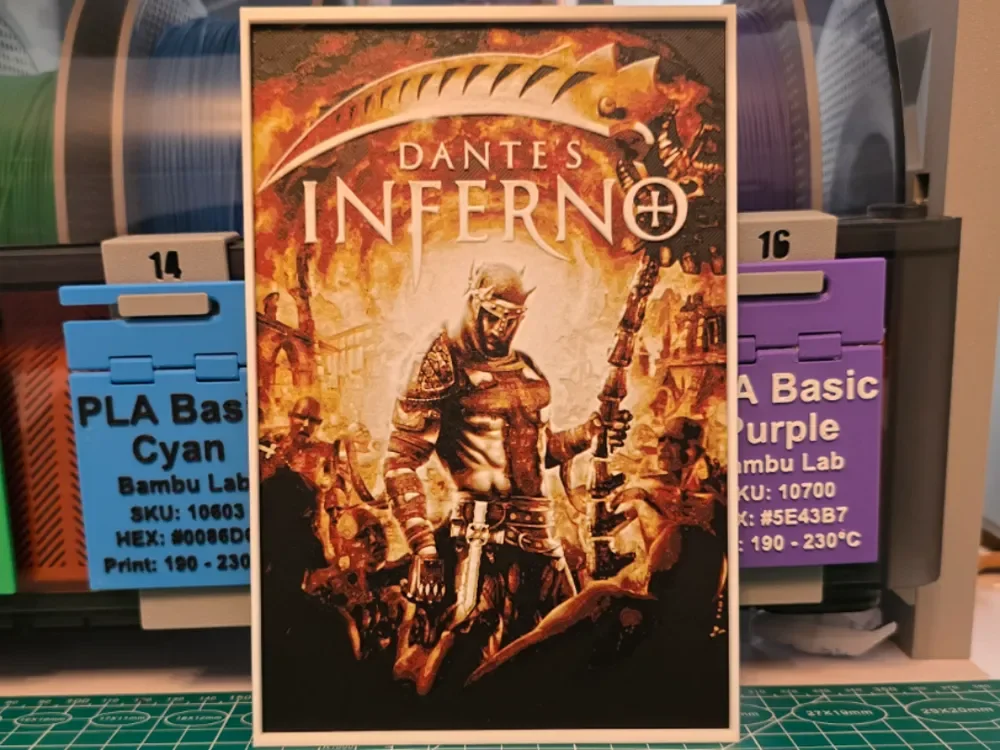 DANTE'S
INFERNO
14
PLA Bas
Cyan
Bambu Lab
SKU: 10603
HEX: #0086D
Print: 190 - 230
16
A Basic
Purple
ambu Lab
KU: 10700
X: #5E43B7
: 190 - 230°C